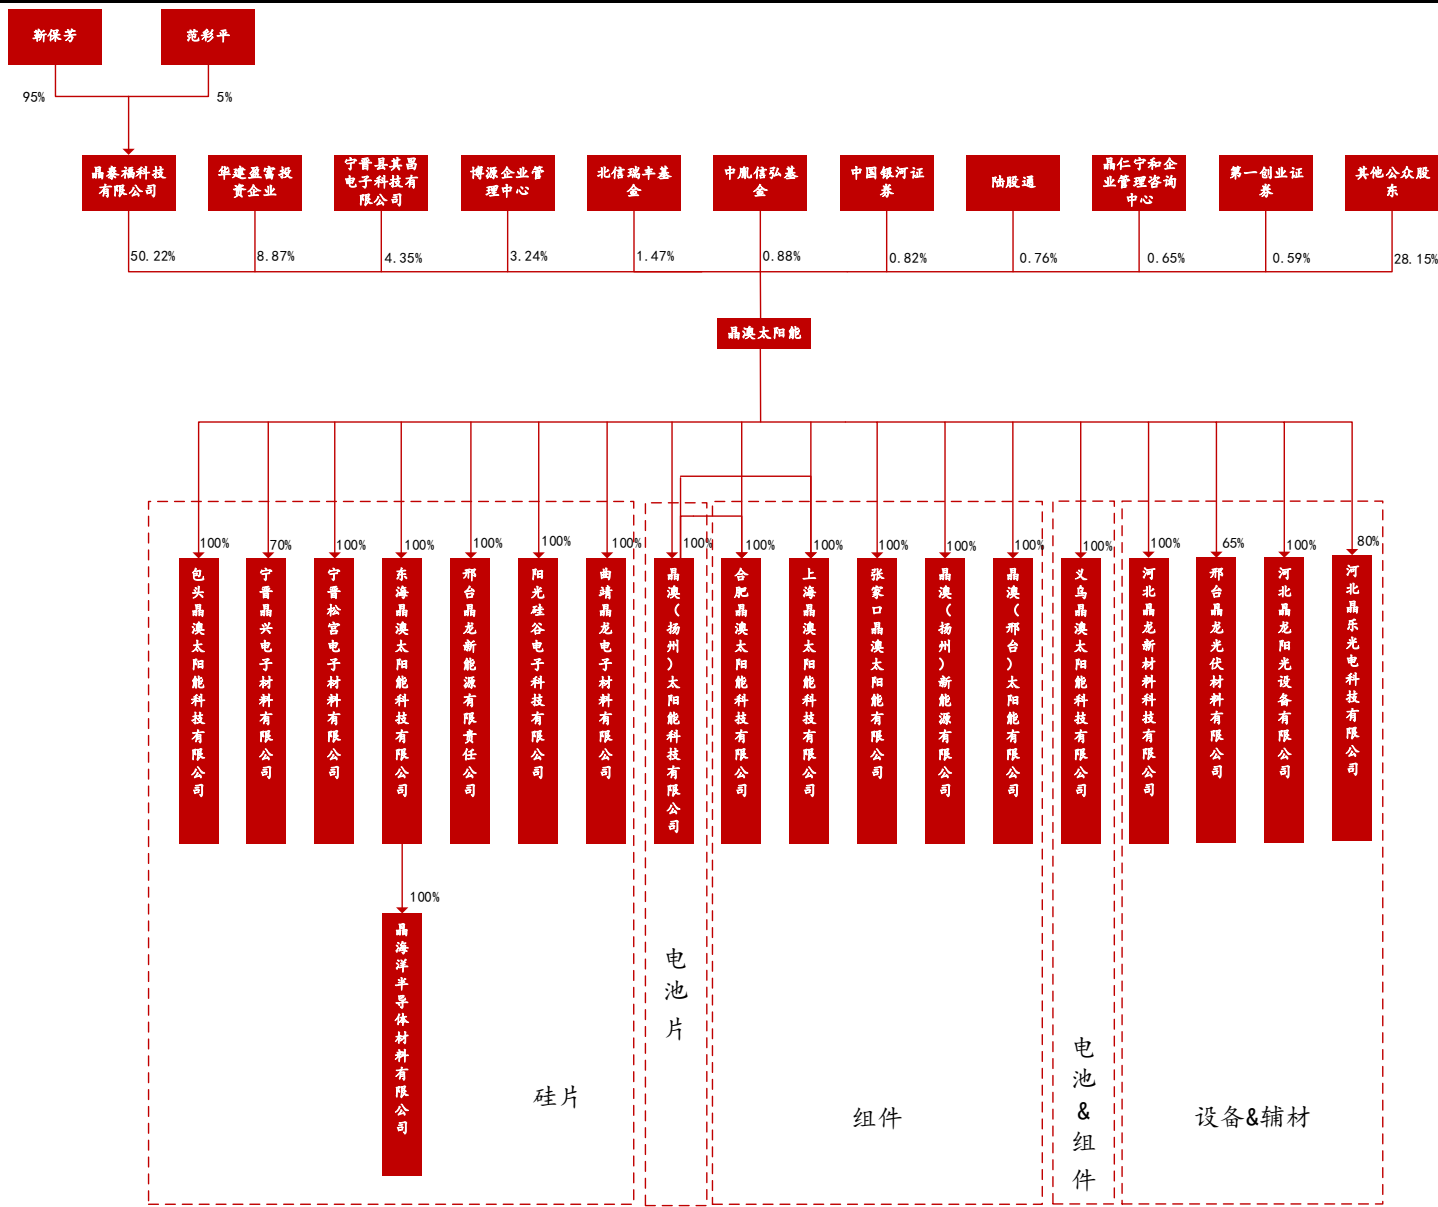 靳保芳
范彩平
95%
5%
晶泰福科技
有限公司
华建盈富投
资企业
宁晋县其昌
电子科技有
限公司
博源企业管
理中心
北信瑞丰基
金
中胤信弘基
金
中国银河证
券
陆股通
晶仁宁和企
业管理咨询
中心
第一创业证
券
其他公众股
东
50.22%
8.87%
4.35%
3.24%
1.47%
0.88%
0.82%
0.76%
0.65%
0.59%
28.15%
晶澳太阳能
100%
70%
100%
100%
100%
100%
100%
100%
100%
100%
100%
100%
100%
100%
100%
65%
100%
80%
包头晶澳太阳能科技有限公司
宁晋晶兴电子材料有限公司
宁晋松宫电子材料有限公司
东海晶澳太阳能科技有限公司
邢台晶龙新能源有限责任公司
阳光硅谷电子科技有限公司
曲靖晶龙电子材料有限公司
晶澳（扬州）太阳能科技有限公司
合肥晶澳太阳能科技有限公司
上海晶澳太阳能科技有限公司
张家口晶澳太阳能有限公司
晶澳（扬州）新能源有限公司
晶澳（邢台）太阳能有限公司
义乌晶澳太阳能科技有限公司
河北晶龙新材料科技有限公司
邢台晶龙光伏材料有限公司
河北晶龙阳光设备有限公司
河北晶乐光电科技有限公司
100%
晶海洋半导体材料有限公司
硅片
电池片
组件
电池&组件
设备&辅材